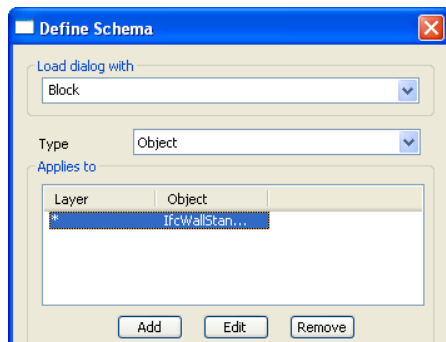 Define Schema
Load dialog with
Block
Type Object
Applies to
Layer Object
* IfcWallStan...
Add Edit Remove